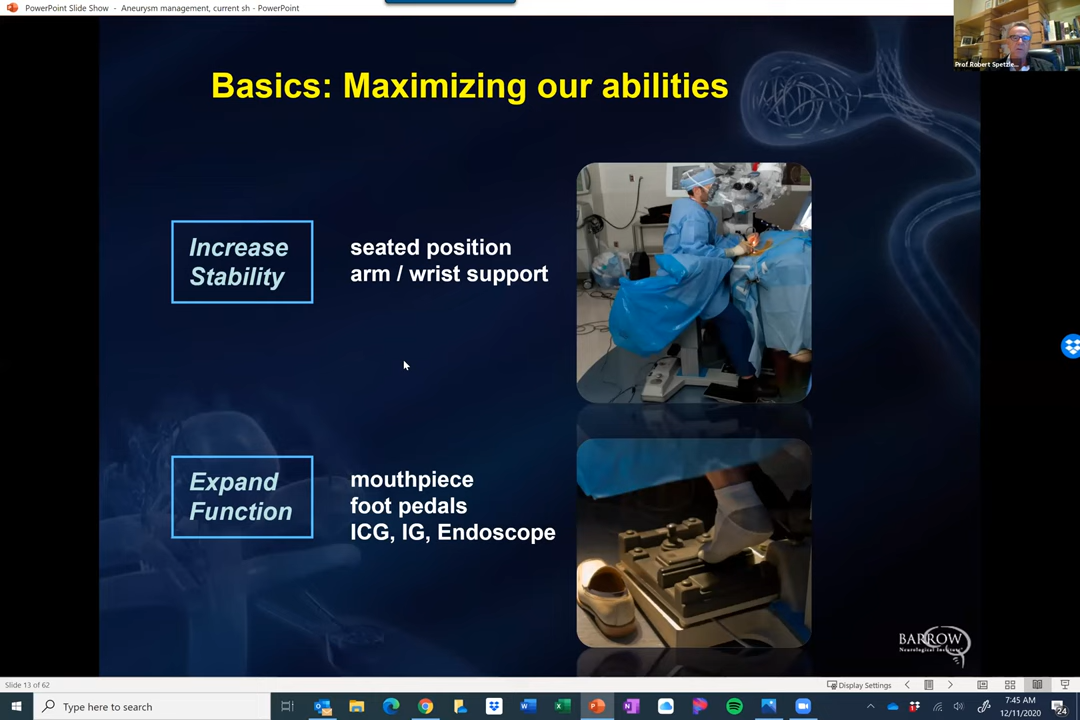 PowerPoint Slide Show - Aneurysm management, current sh - PowerPoint
Prof.Robert Spetzle...
Basics: Maximizing our abilities
Increase
Stability
seated position
arm / wrist support
Expand
Function
mouthpiece
foot pedals
ICG, IG, Endoscope
BARROW
Neurological Institute®
Slide 13 of 62
Display Settings
Type here to search
7:45 AM
12/11/2020
24